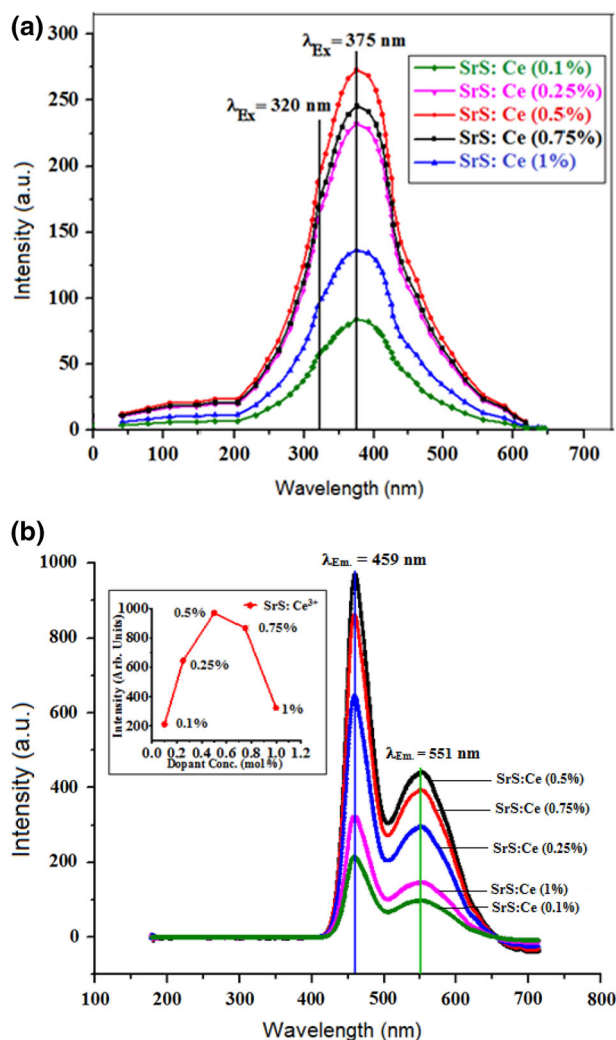 (a)
λEx = 375 nm
λEx = 320 nm
SrS: Ce (0.1%)
SrS: Ce (0.25%)
SrS: Ce (0.5%)
SrS: Ce (0.75%)
SrS: Ce (1%)
300
250
200
150
100
50
0
Intensity (a.u.)
0 100 200 300 400 500 600 700
Wavelength (nm)
(b)
λEm. = 459 nm
λEm. = 551 nm
1000
800
600
400
200
0
Intensity (a.u.)
SrS: Ce3+
1000
800
600
400
200
Intensity (Arb. Units)
0.5%
0.75%
0.25%
0.1%
1%
0.0 0.2 0.4 0.6 0.8 1.0 1.2
Dopant Conc. (mol%)
SrS:Ce (0.5%)
SrS:Ce (0.75%)
SrS:Ce (0.25%)
SrS:Ce (1%)
SrS:Ce (0.1%)
100 200 300 400 500 600 700 800
Wavelength (nm)